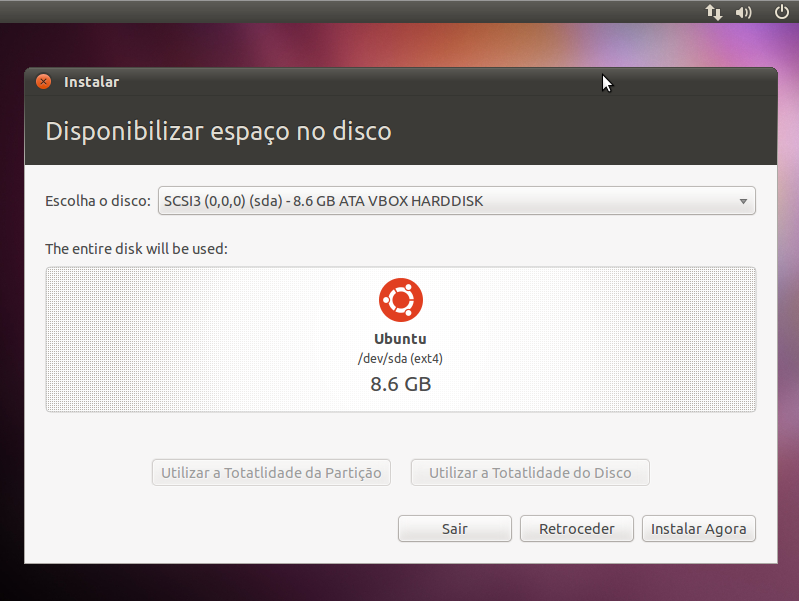 Instalar
Disponibilizar espaço no disco
Escolha o disco: SCSI3 (0,0,0) (sda) - 8.6 GB ATA VBOX HARDDISK
The entire disk will be used:
Ubuntu
/dev/sda (ext4)
8.6 GB
Utilizar a Totatlidade da Partição Utilizar a Totatlidade do Disco
Sair Retroceder Instalar Agora